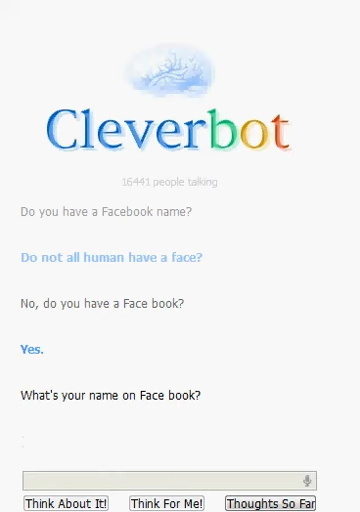 Cleverbot
16441 people talking
Do you have a Facebook name?
Do not all human have a face?
No, do you have a Face book?
Yes.
What's your name on Face book?
Think About It!
Think For Me!
Thoughts So Far